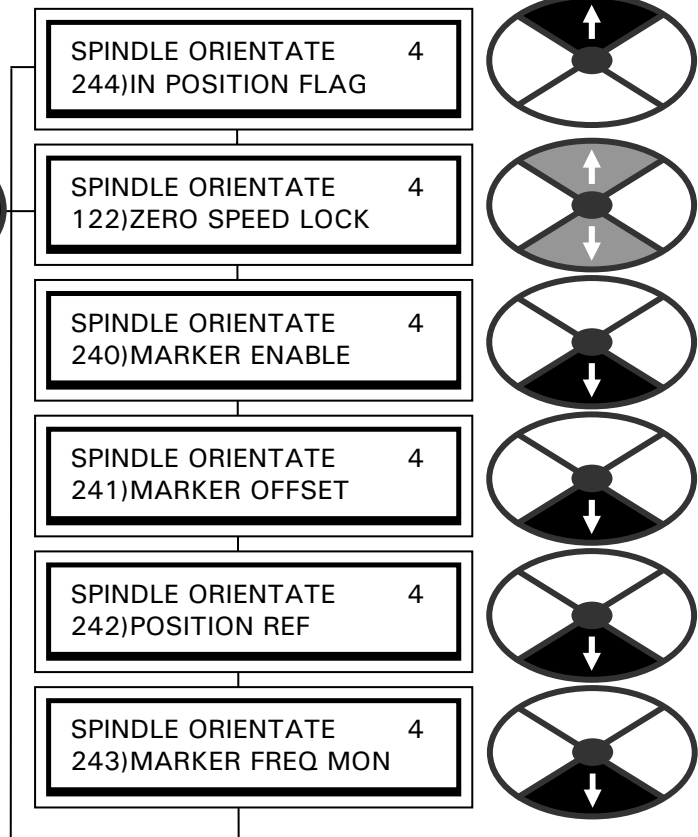 SPINDLE ORIENTATE 4
244)IN POSITION FLAG
SPINDLE ORIENTATE 4
122)ZERO SPEED LOCK
SPINDLE ORIENTATE 4
240)MARKER ENABLE
SPINDLE ORIENTATE 4
241)MARKER OFFSET
SPINDLE ORIENTATE 4
242)POSITION REF
SPINDLE ORIENTATE 4
243)MARKER FREQ MON